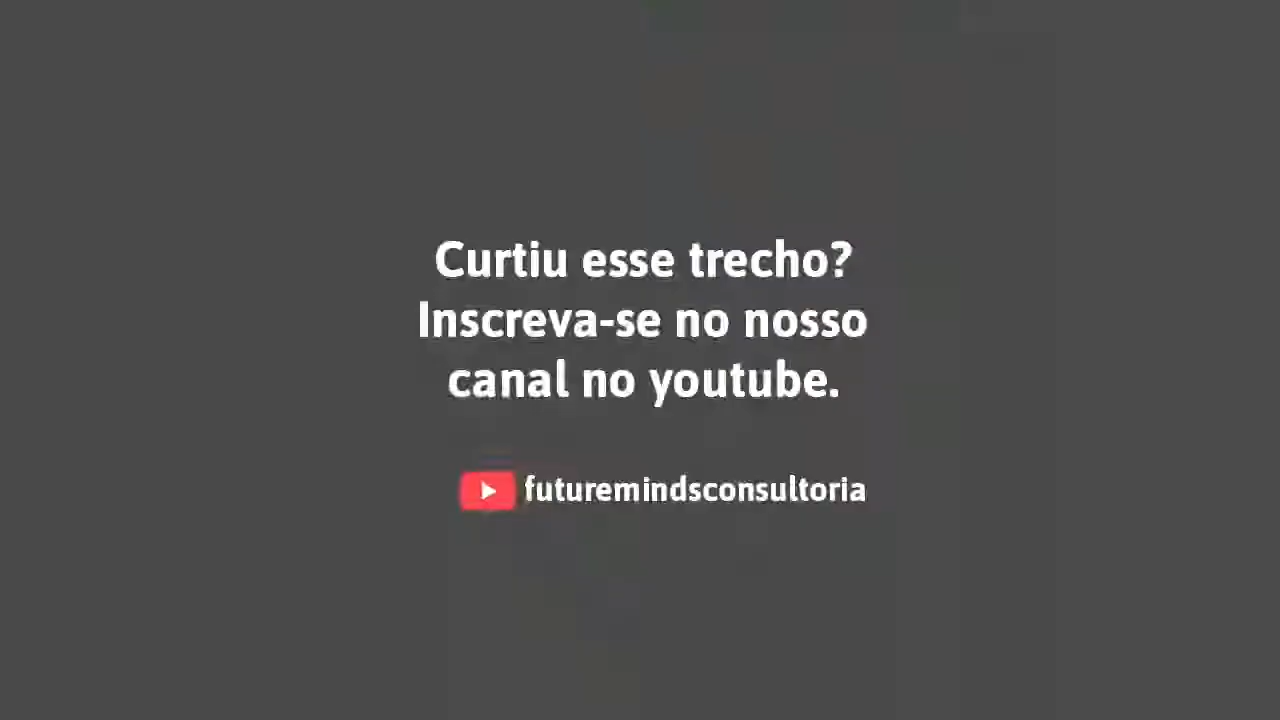 Curtiu esse trecho?
Inscreva-se no nosso
canal no youtube.
futuremindsconsultoria